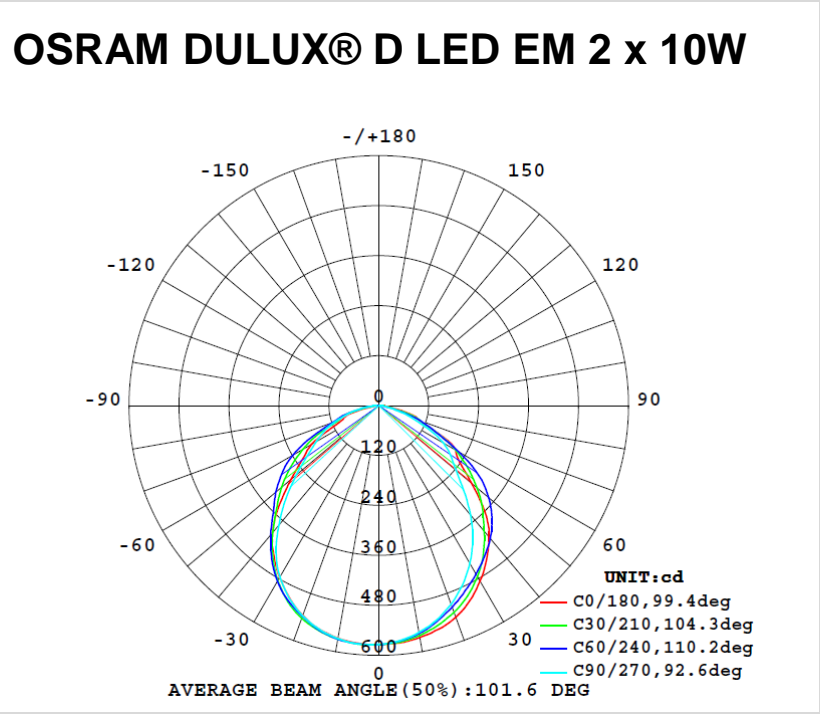 OSRAM DULUX® D LED EM 2 x 10W
-/+180
-150
150
-120
120
-90
0
90
120
240
-60
360
60
UNIT:cd
480
C0/180,99.4deg
C30/210,104.3deg
-30
600
30
C60/240,110.2deg
0
C90/270,92.6deg
AVERAGE BEAM ANGLE(50%):101.6 DEG